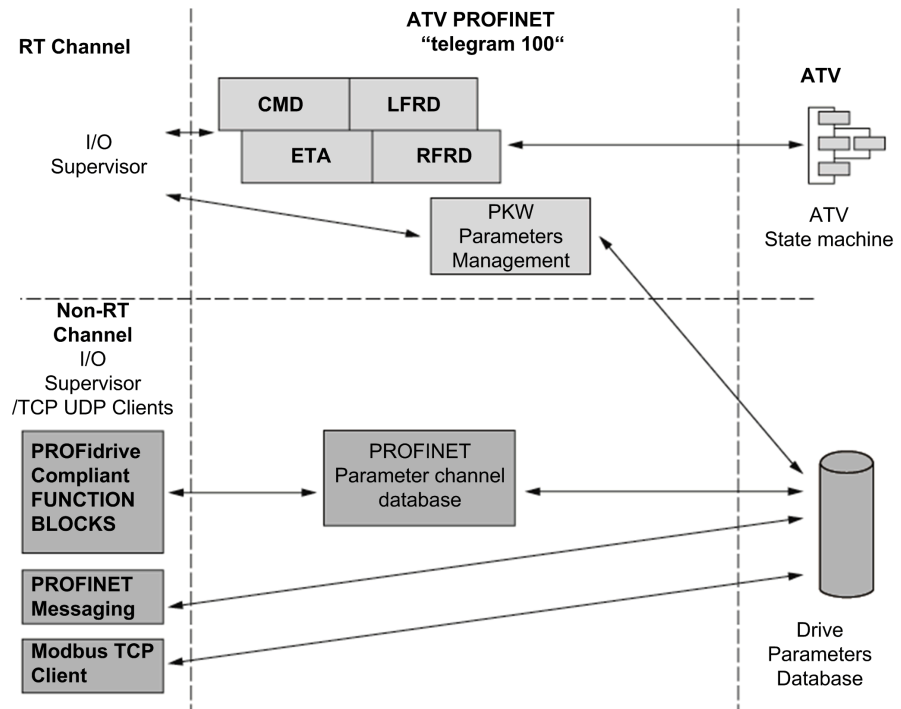 RT Channel
ATV PROFINET
“telegram 100“
ATV
CMD
LFRD
ETA
RFRD
I/O
Supervisor
PKW
Parameters
Management
ATV
State machine
Non-RT
Channel
I/O
Supervisor
/TCP UDP Clients
PROFidrive
Compliant
FUNCTION
BLOCKS
PROFINET
Parameter channel
database
PROFINET
Messaging
Modbus TCP
Client
Drive
Parameters
Database